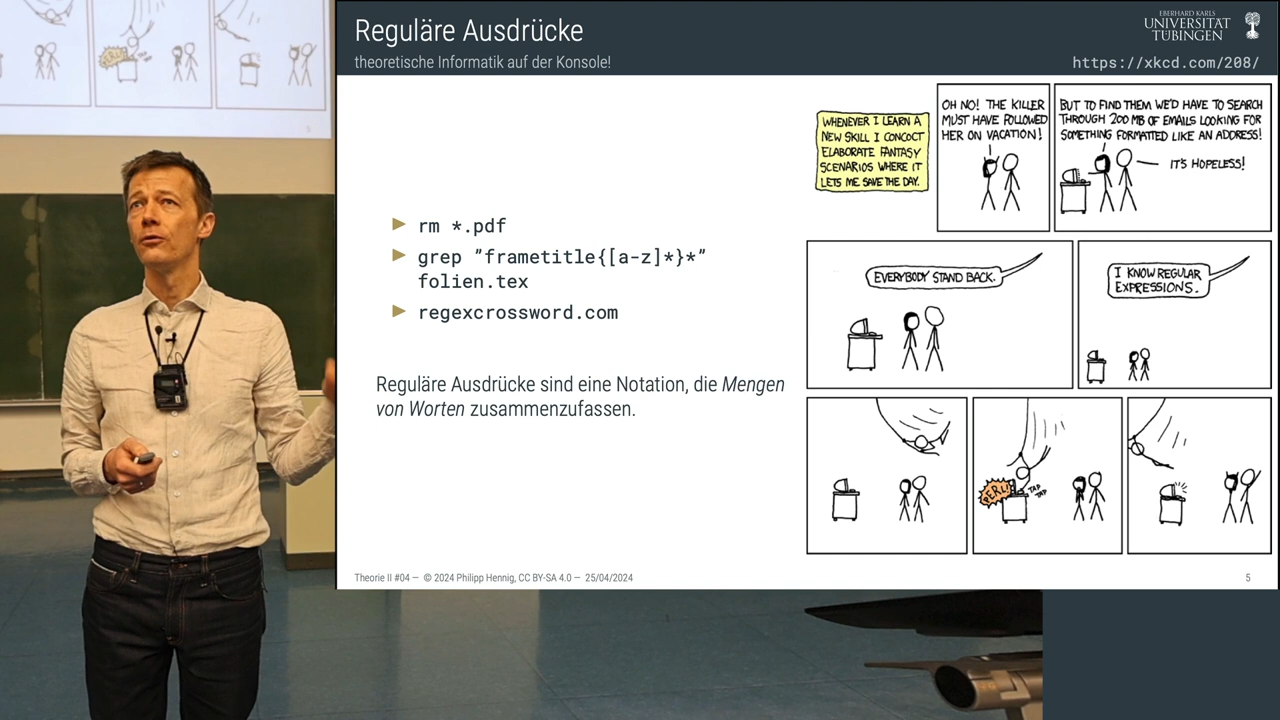 Reguläre Ausdrücke
theoretische Informatik auf der Konsole!
EBERHARD KARLS
UNIVERSITÄT
TÜBINGEN
https://xkcd.com/208/
rm *.pdf
grep ”frametitle{[a-z]*}*”
folien.tex
regexcrossword.com
Reguläre Ausdrücke sind eine Notation, die Mengen
von Worten zusammenzufassen.
WHENEVER I LEARN A
NEW SKILL I CONCOCT
ELABORATE FANTASY
SCENARIOS WHERE IT
LETS ME SAVE THE DAY.
OH NO! THE KILLER
MUST HAVE FOLLOWED
HER ON VACATION!
BUT TO FIND THEM WE'D HAVE TO SEARCH
THROUGH 200 MB OF EMAILS LOOKING FOR
SOMETHING FORMATTED LIKE AN ADDRESS!
IT'S HOPELESS!
EVERYBODY STAND BACK.
I KNOW REGULAR
EXPRESSIONS.
PERL!
TAP
TAP
Theorie II #04 — © 2024 Philipp Hennig, CC BY-SA 4.0 — 25/04/2024
5